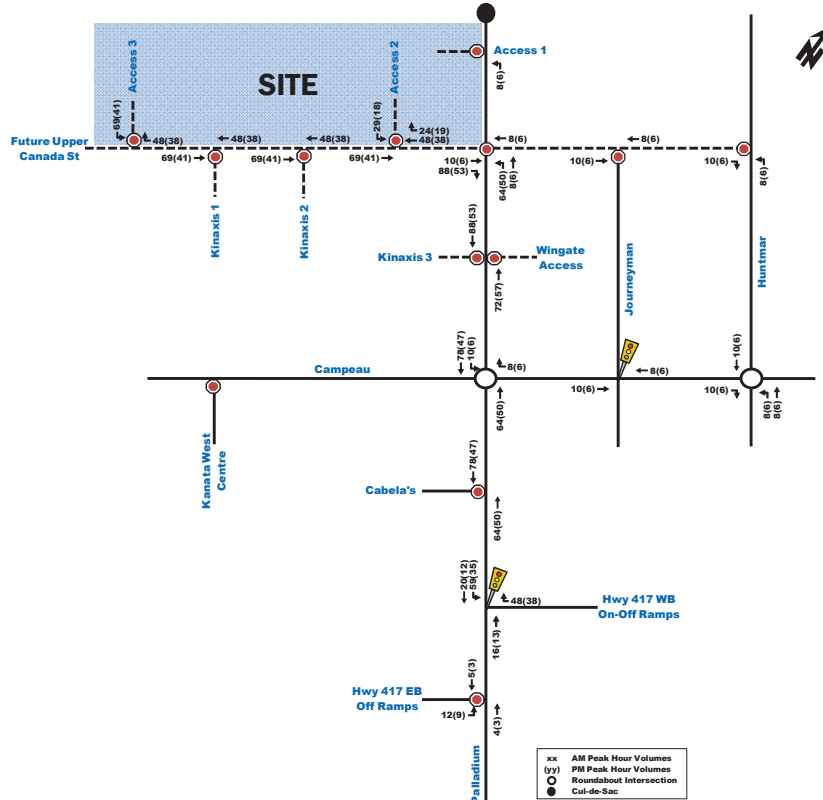 Access 3
Access 2
Access 1
SITE
8(6)
69(41)
29(18)
24(19)
48(38)
48(38)
48(38)
48(38)
8(6)
8(6)
Future Upper
Canada St
69(41)
69(41)
69(41)
10(6)
88(53)
64(50)
8(6)
10(6)
10(6)
8(6)
Kinaxis 1
Kinaxis 2
88(53)
Kinaxis 3
Wingate
Access
72(57)
Journeyman
Huntmar
78(47)
10(6)
10(6)
Campeau
8(6)
8(6)
10(6)
10(6)
64(50)
8(6)
8(6)
Kanata West
Centre
78(47)
Cabela's
64(50)
20(12)
59(35)
48(38)
Hwy 417 WB
On-Off Ramps
16(13)
5(3)
Hwy 417 EB
Off Ramps
12(9)
4(3)
Palladium
xx AM Peak Hour Volumes
(yy) PM Peak Hour Volumes
Roundabout Intersection
Cul-de-Sac